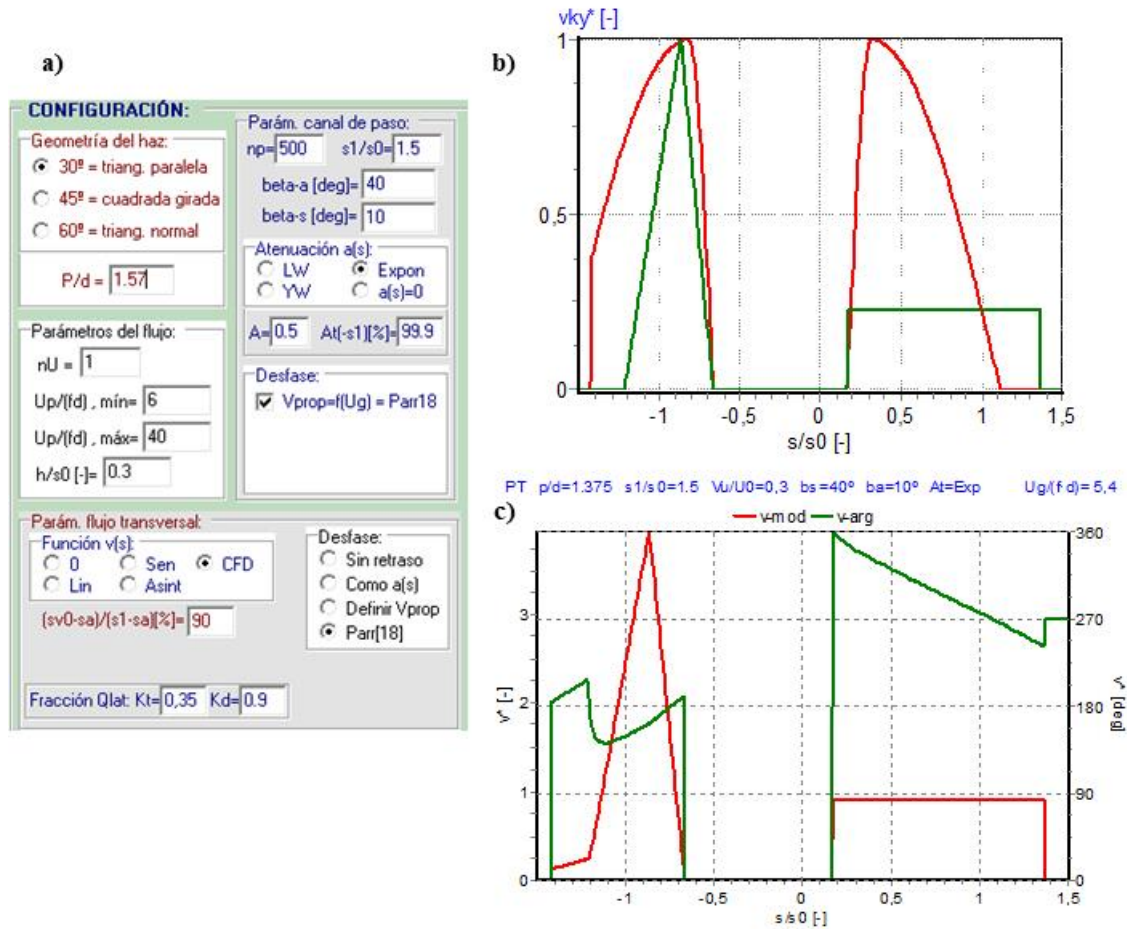 a)
CONFIGURACIÓN:
Geometría del haz:
30º = triang. paralela
45º = cuadrada girada
60º = triang. normal
P/d = 1.57
Parámetros del flujo:
nU = 1
Up/(fd) , mín= 6
Up/(fd) , máx= 40
h/s0 [-]= 0.3
Parám. canal de paso:
np= 500 s1/s0= 1.5
beta-a [deg]= 40
beta-s [deg]= 10
Atenuación a(s):
LW Expon
YW a(s)=0
A= 0.5 At(-s1)[%]= 99.9
Desfase:
Vprop=f(Ug) = Parr18
Parám. flujo transversal:
Función v(s):
0 Sen CFD
Lin Asint
(sv0-sa)/(s1-sa)[%]= 90
Desfase:
Sin retraso
Como a(s)
Definir Vprop
Parr[18]
Fracción Qlat: Kt= 0,35 Kd= 0.9
b)
vky* [-]
1
0,5
0
-1 -0,5 0 0,5 1 1,5
s/s0 [-]
PT p/d=1.375 s1/s0=1.5 Vu/U0=0,3 bs=40º ba=10º At=Exp Ug/(f d)= 5,4
c)
v-mod v-arg
v* [-]
3
2
1
0
360
270
180
90
0
v* [deg]
-1 -0,5 0 0,5 1 1,5
s/s0 [-]